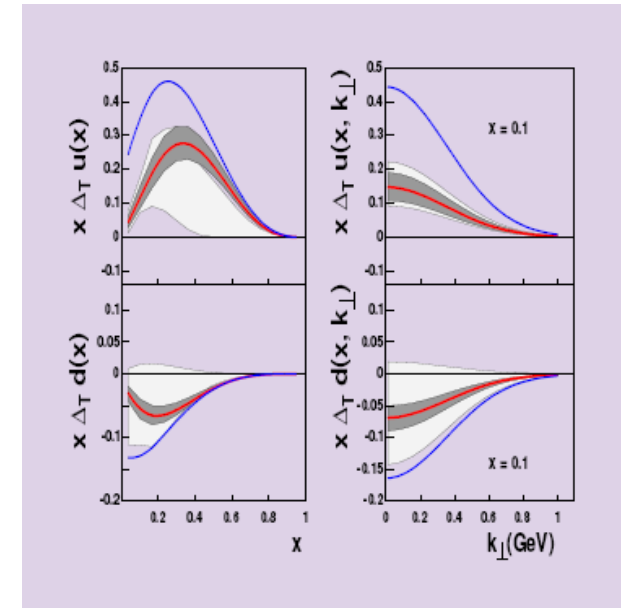 0.5
0.4
0.3
0.2
0.1
0
-0.1
x Δ_T u(x)
0.5
0.4
0.3
0.2
0.1
0
-0.1
x Δ_T u(x, k_⊥)
x = 0.1
0.1
0.05
0
-0.05
-0.1
-0.2
x Δ_T d(x)
0.2 0.4 0.6 0.8 1
x
0.1
0.05
0
-0.05
-0.1
-0.15
-0.2
x Δ_T d(x, k_⊥)
x = 0.1
0 0.2 0.4 0.6 0.8 1
k_⊥(GeV)